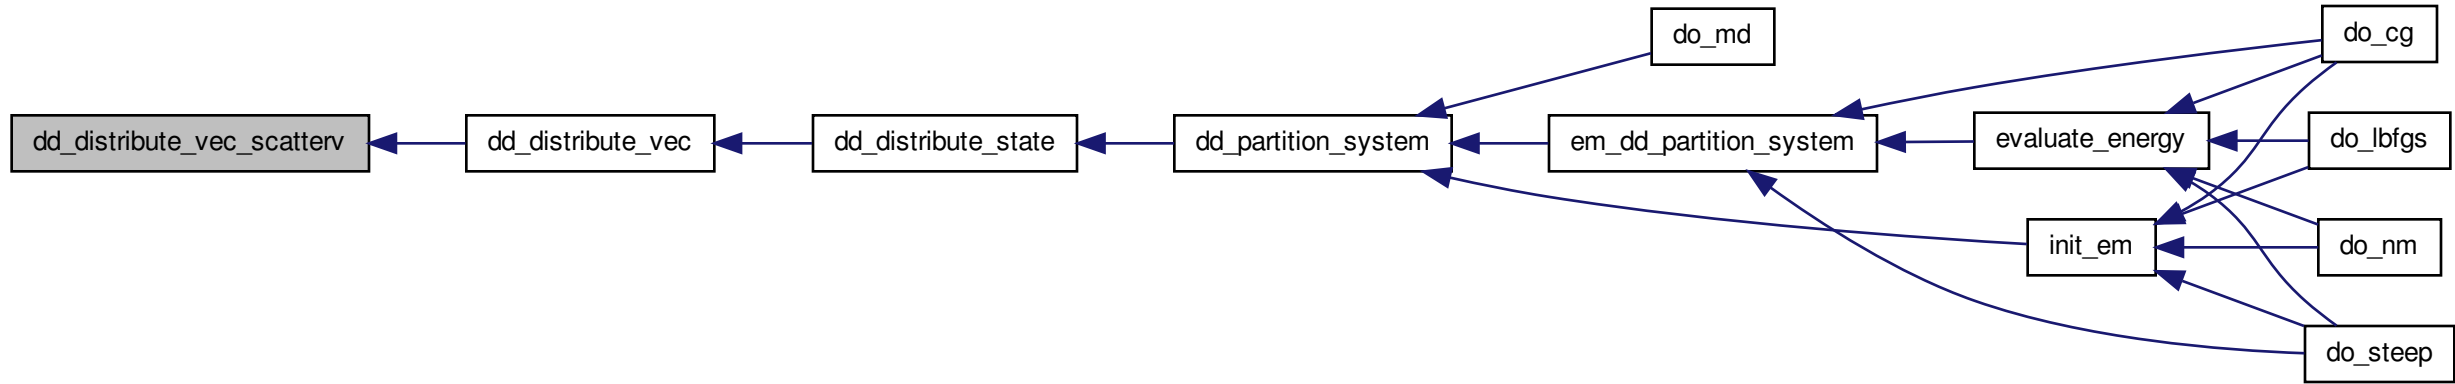 dd_distribute_vec_scatterv
dd_distribute_vec
dd_distribute_state
dd_partition_system
do_md
em_dd_partition_system
evaluate_energy
init_em
do_cg
do_lbfgs
do_nm
do_steep